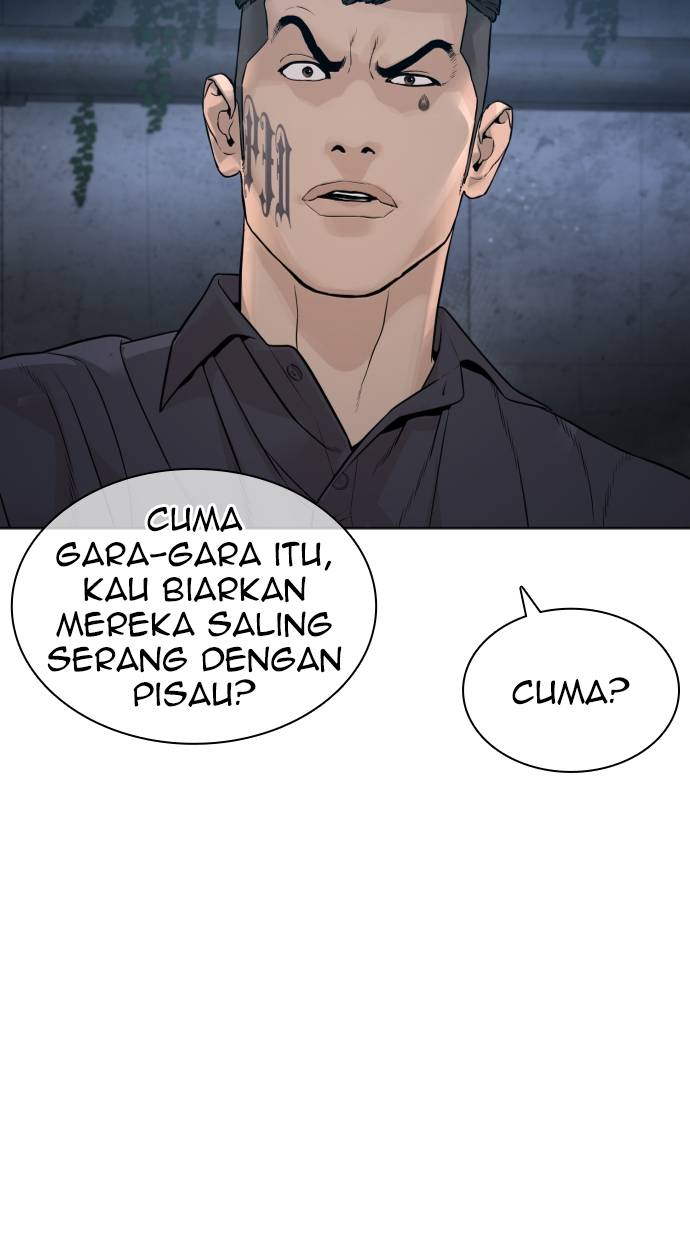 CUMA
GARA-GARA ITU,
KAU BIARKAN
MEREKA SALING
SERANG DENGAN
PISAU?
CUMA?